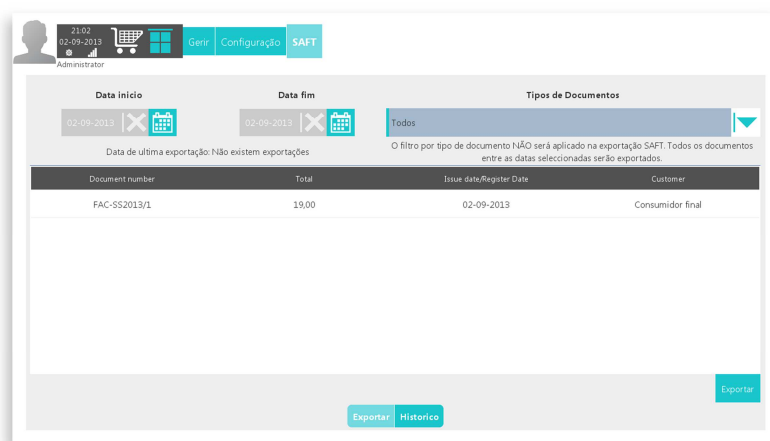 21:02
02-09-2013
Administrator
Gerir
Configuração
SAFT
Data inicio
Data fim
Tipos de Documentos
02-09-2013
02-09-2013
Todos
Data de ultima exportação: Não existem exportações
O filtro por tipo de documento NÃO será aplicado na exportação SAFT. Todos os documentos
entre as datas seleccionadas serão exportados.
Document number
Total
Issue date/Register Date
Customer
FAC-SS2013/1
19,00
02-09-2013
Consumidor final
Exportar
Exportar
Historico